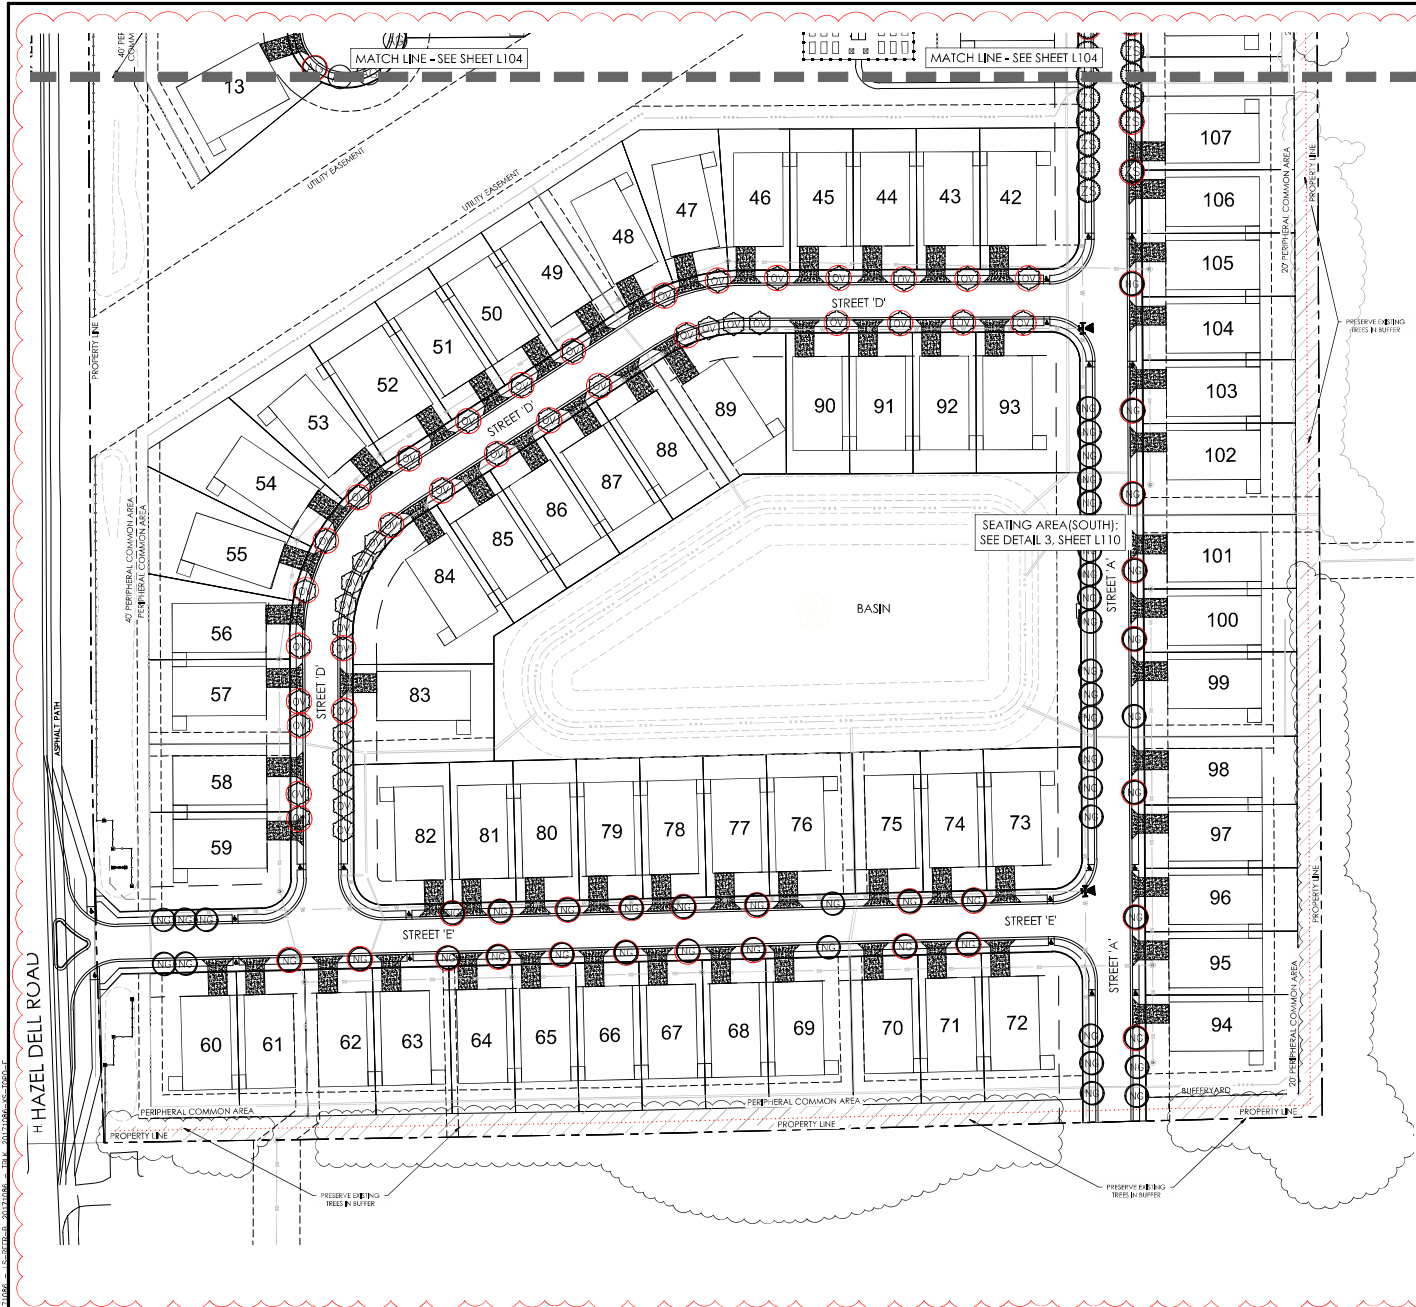 MATCH LINE - SEE SHEET L104
MATCH LINE - SEE SHEET L104
13
UTILITY EASEMENT
UTILITY EASEMENT
PROPERTY LINE
47
46
45
44
43
42
107
106
105
104
103
102
101
100
99
98
97
96
95
94
20' PERIPHERAL COMMON AREA
PROPERTY LINE
PRESERVE EXISTING
TREES IN BUFFER
48
49
50
51
52
53
54
55
56
57
58
59
STREET 'D'
STREET 'D'
STREET 'D'
89
90
91
92
93
88
87
86
85
84
83
40' PERIPHERAL COMMON AREA
PERIPHERAL COMMON AREA
SEATING AREA(SOUTH):
SEE DETAIL 3, SHEET L110
BASIN
STREET 'A'
ASPHALT PATH
82
81
80
79
78
77
76
75
74
73
STREET 'E'
STREET 'E'
STREET 'A'
PROPERTY LINE
20' PERIPHERAL COMMON AREA
60
61
62
63
64
65
66
67
68
69
70
71
72
N HAZEL DELL ROAD
PERIPHERAL COMMON AREA
PERIPHERAL COMMON AREA
BUFFERYARD
PROPERTY LINE
PROPERTY LINE
PROPERTY LINE
PRESERVE EXISTING
TREES IN BUFFER
PRESERVE EXISTING
TREES IN BUFFER